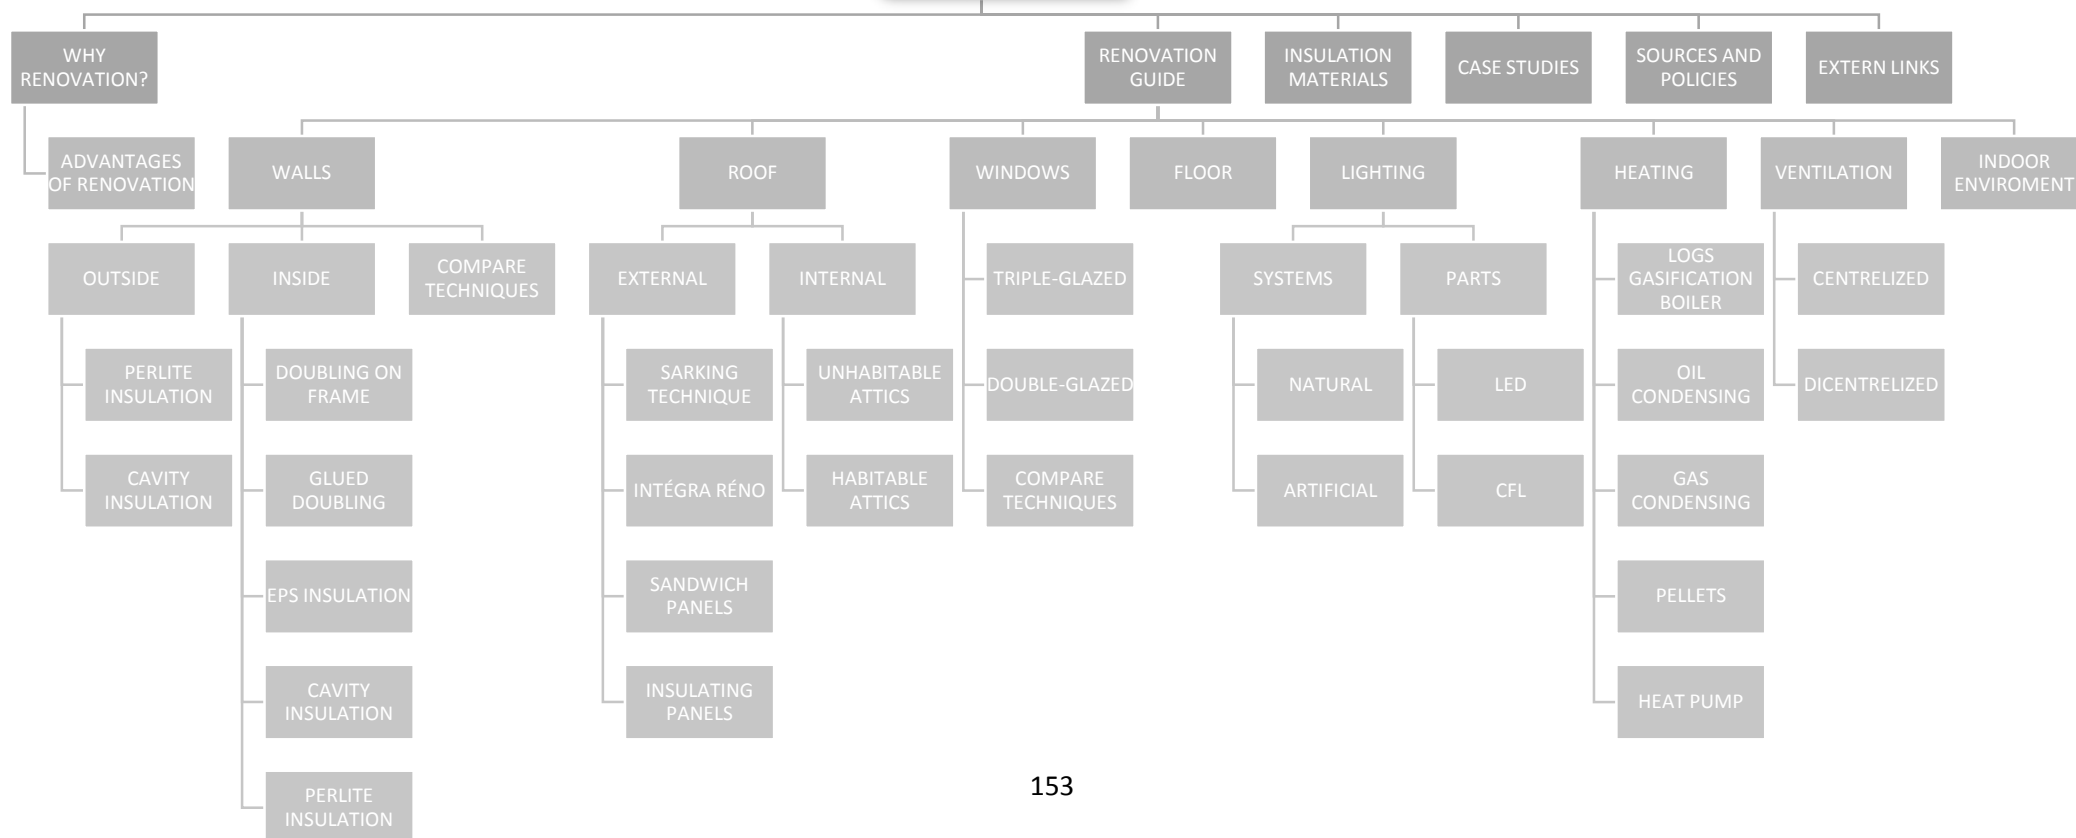 WHY
RENOVATION?
RENOVATION
GUIDE
INSULATION
MATERIALS
CASE STUDIES
SOURCES AND
POLICIES
EXTERN LINKS
ADVANTAGES
OF RENOVATION
WALLS
ROOF
WINDOWS
FLOOR
LIGHTING
HEATING
VENTILATION
INDOOR
ENVIROMENT
OUTSIDE
INSIDE
COMPARE
TECHNIQUES
EXTERNAL
INTERNAL
TRIPLE-GLAZED
SYSTEMS
PARTS
LOGS
GASIFICATION
BOILER
CENTRELIZED
PERLITE
INSULATION
DOUBLING ON
FRAME
SARKING
TECHNIQUE
UNHABITABLE
ATTICS
DOUBLE-GLAZED
NATURAL
LED
OIL
CONDENSING
DICENTRELIZED
CAVITY
INSULATION
GLUED
DOUBLING
INTÉGRA RÉNO
HABITABLE
ATTICS
COMPARE
TECHNIQUES
ARTIFICIAL
CFL
GAS
CONDENSING
EPS INSULATION
SANDWICH
PANELS
PELLETS
CAVITY
INSULATION
INSULATING
PANELS
HEAT PUMP
PERLITE
INSULATION
153